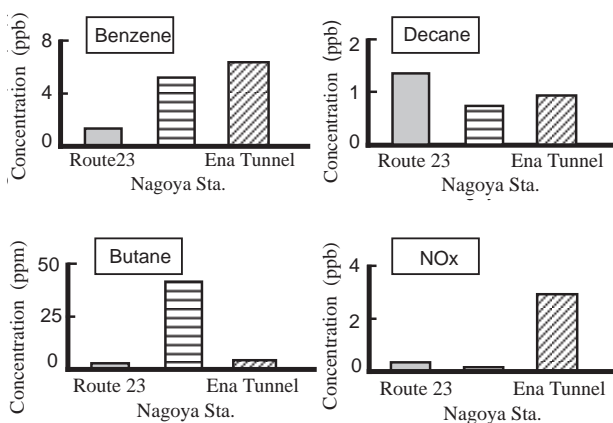 Concentration (ppb)
8
4
0
Benzene
Route23
Ena Tunnel
Nagoya Sta.
Concentration (ppb)
2
1
0
Decane
Route 23
Ena Tunnel
Nagoya Sta.
Concentration (ppm)
50
25
0
Butane
Route 23
Ena Tunnel
Nagoya Sta.
Concentration (ppb)
4
2
0
NOx
Route 23
Ena Tunnel
Nagoya Sta.